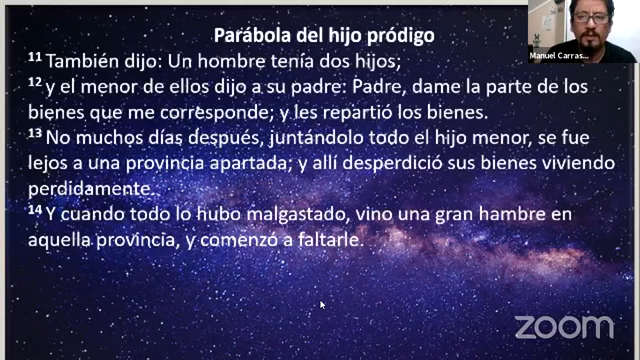 Parábola del hijo pródigo
11 También dijo: Un hombre tenía dos hijos;
12 y el menor de ellos dijo a su padre: Padre, dame la parte de los
bienes que me corresponde; y les repartió los bienes.
13 No muchos días después, juntándolo todo el hijo menor, se fue
lejos a una provincia apartada; y allí desperdició sus bienes viviendo
perdidamente.
14 Y cuando todo lo hubo malgastado, vino una gran hambre en
aquella provincia, y comenzó a faltarle.
Manuel Carras...
zoom